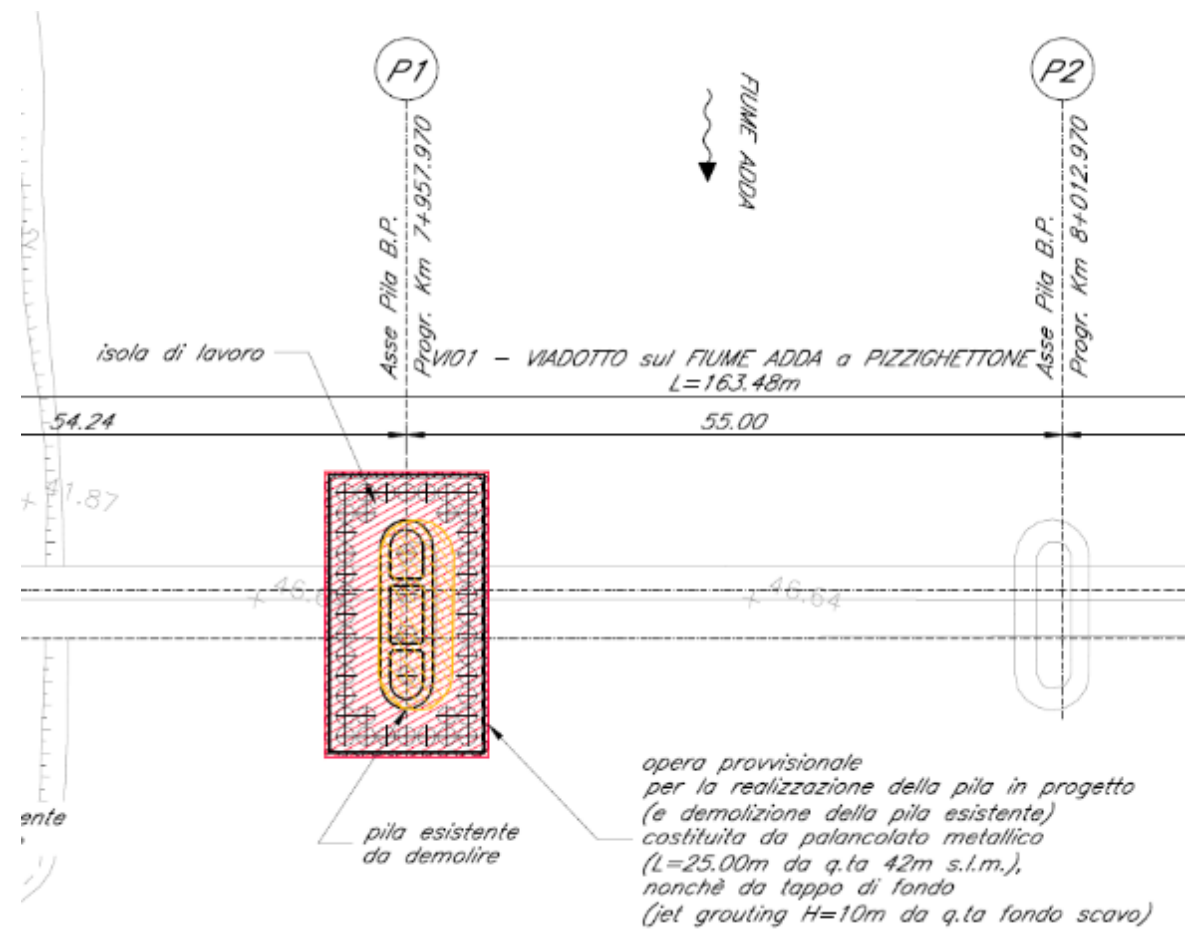 P1
P2
FIUME ADDA
Asse Pila B.P.
Progr. Km 7+957.970
Asse Pila B.P.
Progr. Km 8+012.970
isola di lavoro
VI01 – VIADOTTO sul FIUME ADDA a PIZZIGHETTONE
L=163.48m
54.24
55.00
41.87
46.64
ente
pila esistente
da demolire
opera provvisionale
per la realizzazione della pila in progetto
(e demolizione della pila esistente)
costituita da palancolato metallico
(L=25.00m da q.ta 42m s.l.m.),
nonchè da tappo di fondo
(jet grouting H=10m da q.ta fondo scavo)